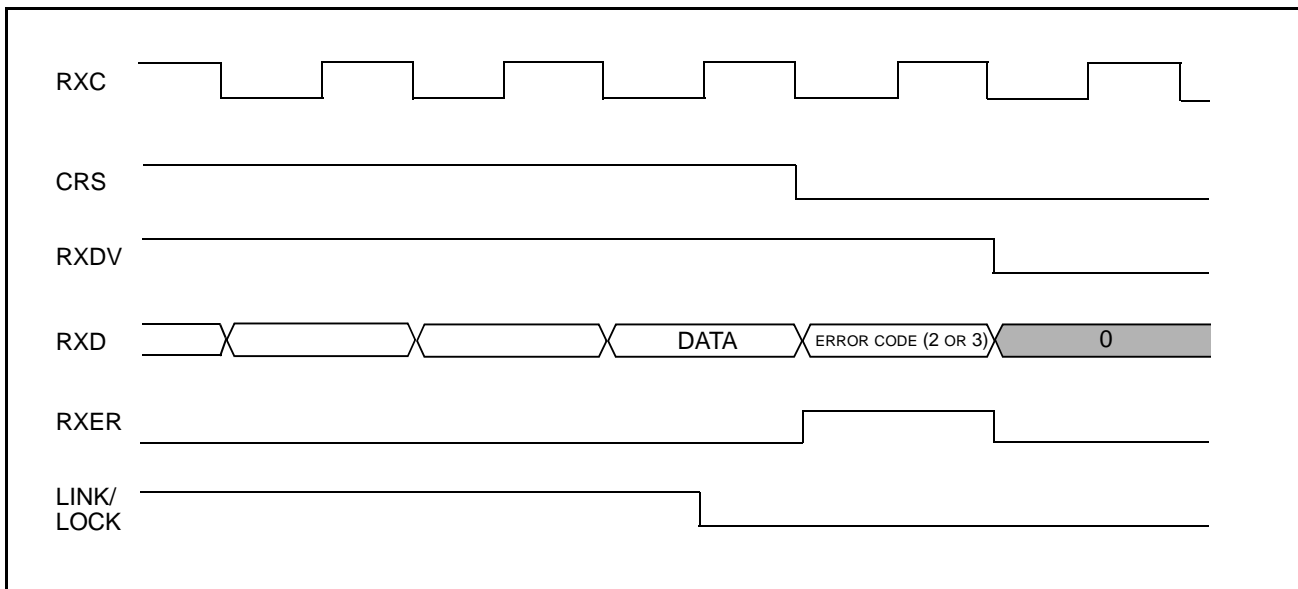 RXC
CRS
RXDV
RXD
DATA
ERROR CODE (2 OR 3)
0
RXER
LINK/
LOCK